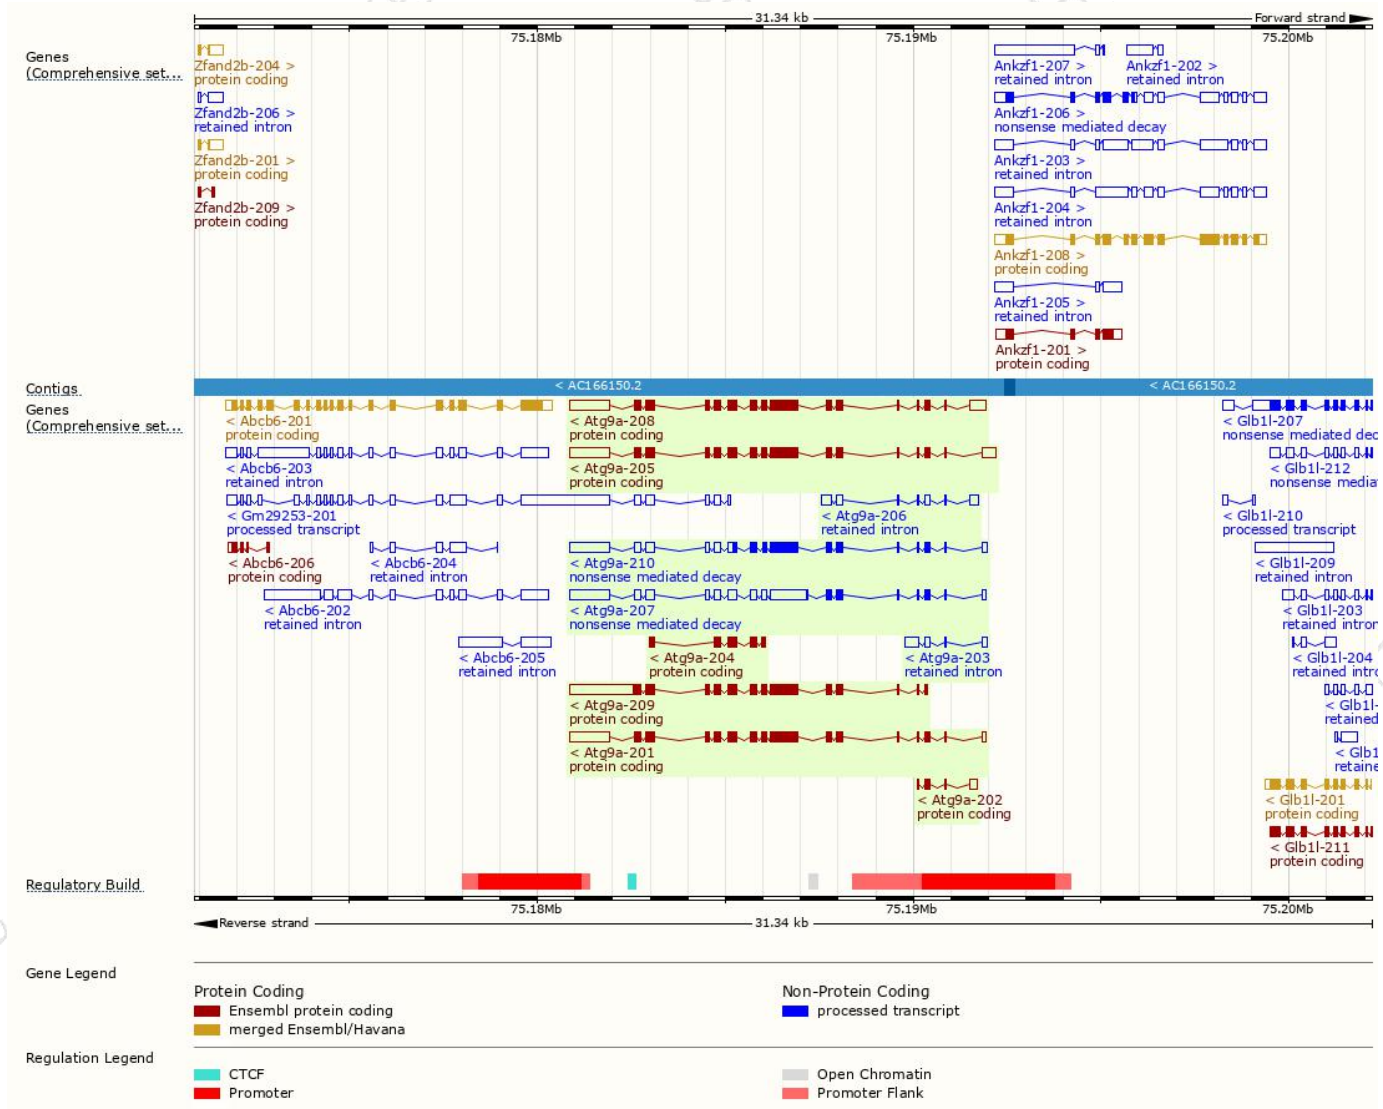 31.34 kb
Forward strand
75.18Mb 75.19Mb 75.20Mb
Genes
(Comprehensive set...
Zfand2b-204 >
protein coding
Zfand2b-206 >
retained intron
Zfand2b-201 >
protein coding
Zfand2b-209 >
protein coding
Ankzf1-207 > Ankzf1-202 >
retained intron retained intron
Ankzf1-206 >
nonsense mediated decay
Ankzf1-203 >
retained intron
Ankzf1-204 >
retained intron
Ankzf1-208 >
protein coding
Ankzf1-205 >
retained intron
Ankzf1-201 >
protein coding
Contigs
< AC166150.2 < AC166150.2
Genes
(Comprehensive set...
< Abcb6-201 < Atg9a-208 < Glb1l-207
protein coding protein coding nonsense mediated dec
< Abcb6-203 < Atg9a-205 < Glb1l-212
retained intron protein coding nonsense media
< Gm29253-201 < Atg9a-206 < Glb1l-210
processed transcript retained intron processed transcript
< Abcb6-206 < Abcb6-204 < Atg9a-210 < Glb1l-209
protein coding retained intron nonsense mediated decay retained intron
< Abcb6-202 < Atg9a-207 < Glb1l-203
retained intron nonsense mediated decay retained intron
< Abcb6-205 < Atg9a-204 < Atg9a-203 < Glb1l-204
retained intron protein coding retained intron retained intro
< Atg9a-209 < Glb1l-
protein coding retained
< Atg9a-201 < Glb1
protein coding retaine
< Atg9a-202 < Glb1l-201
protein coding protein coding
< Glb1l-211
protein coding
Regulatory Build
75.18Mb 75.19Mb 75.20Mb
Reverse strand 31.34 kb
Gene Legend
Protein Coding Non-Protein Coding
Ensembl protein coding processed transcript
merged Ensembl/Havana
Regulation Legend
CTCF Open Chromatin
Promoter Promoter Flank